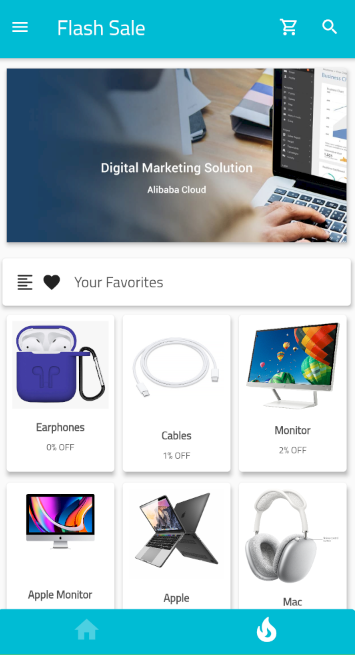 Flash Sale
Digital Marketing Solution
Alibaba Cloud
Your Favorites
Earphones
0% OFF
Cables
1% OFF
Monitor
2% OFF
Apple Monitor
Apple
Mac